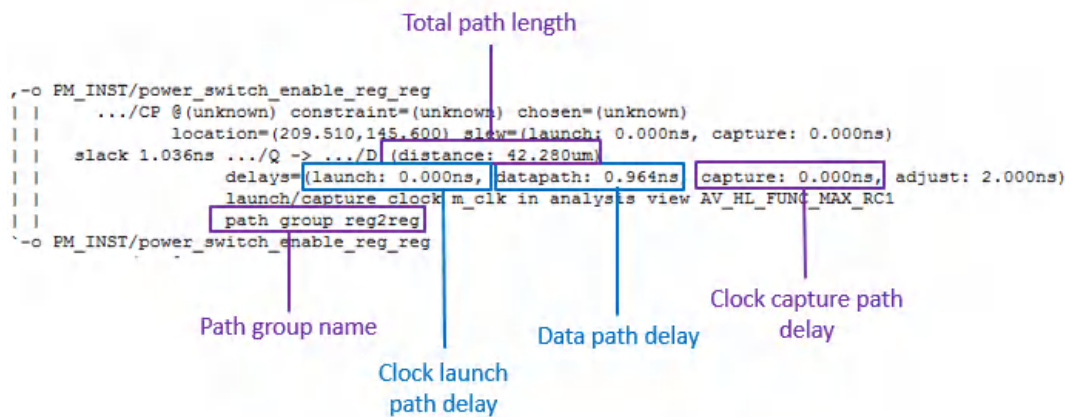 Total path length
,-o PM_INST/power_switch_enable_reg_reg
| | .../CP @(unknown) constraint=(unknown) chosen=(unknown)
| | location=(209.510,145.600) slew=(launch: 0.000ns, capture: 0.000ns)
| | slack 1.036ns .../Q -> .../D (distance: 42.280um)
| | delays=(launch: 0.000ns, datapath: 0.964ns capture: 0.000ns, adjust: 2.000ns)
| | launch/capture clock m_clk in analysis view AV_HL_FUNC_MAX_RC1
| | path group reg2reg
`-o PM_INST/power_switch_enable_reg_reg
Path group name
Clock launch
path delay
Data path delay
Clock capture path
delay